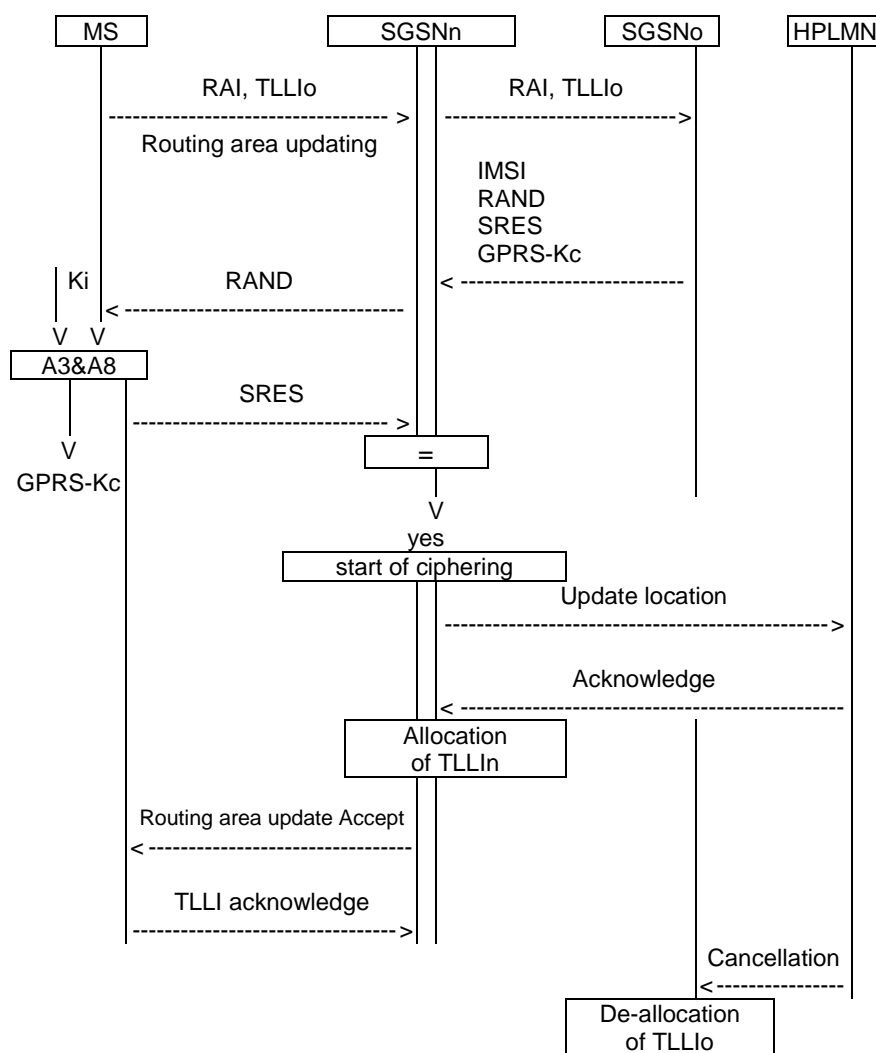 MS SGSNn SGSNo HPLMN
RAI, TLLIo RAI, TLLIo
------------------------------ > ------------------------->
Routing area updating
IMSI
RAND
SRES
GPRS-Kc
Ki RAND < --------------------------
< ------------------------------
V V
A3&A8
SRES
--------------------------- >
V =
GPRS-Kc
V
yes
start of ciphering
Update location
------------------------------------------->
Acknowledge
< ------------------------------------------
Allocation
of TLLIn
Routing area update Accept
< ----------------------------
TLLI acknowledge
----------------------------->
Cancellation
<--------------
De-allocation
of TLLIo